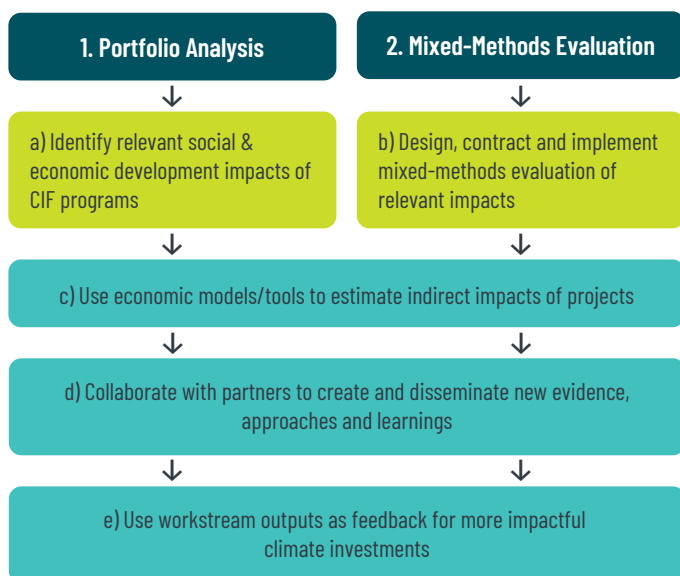 1. Portfolio Analysis
2. Mixed-Methods Evaluation
a) Identify relevant social &
economic development impacts of
CIF programs
b) Design, contract and implement
mixed-methods evaluation of
relevant impacts
c) Use economic models/tools to estimate indirect impacts of projects
d) Collaborate with partners to create and disseminate new evidence,
approaches and learnings
e) Use workstream outputs as feedback for more impactful
climate investments